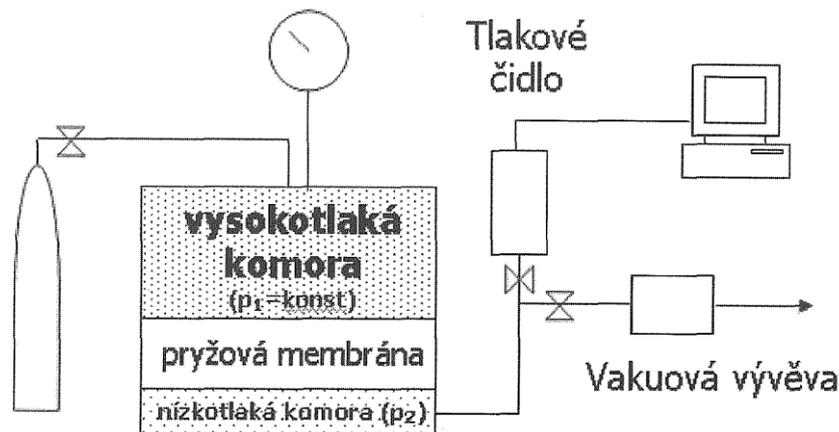 Tlakové
čidlo
vysokotlaká
komora
(p₁=konst)
pryžová membrána
nízkotlaká komora (p₂)
Vakuová vývěva